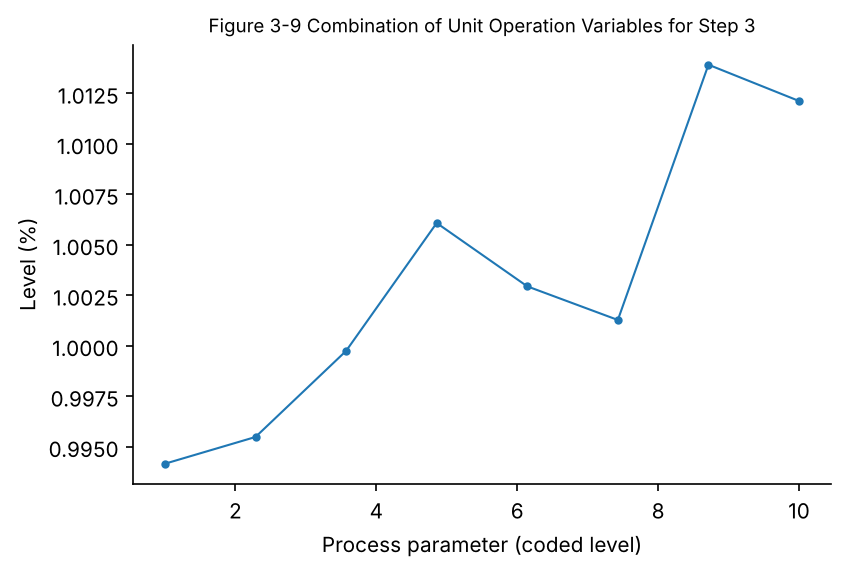 Figure 3-9 Combination of Unit Operation Variables for Step 3
Level (%)
1.0125
1.0100
1.0075
1.0050
1.0025
1.0000
0.9975
0.9950
2 4 6 8 10
Process parameter (coded level)